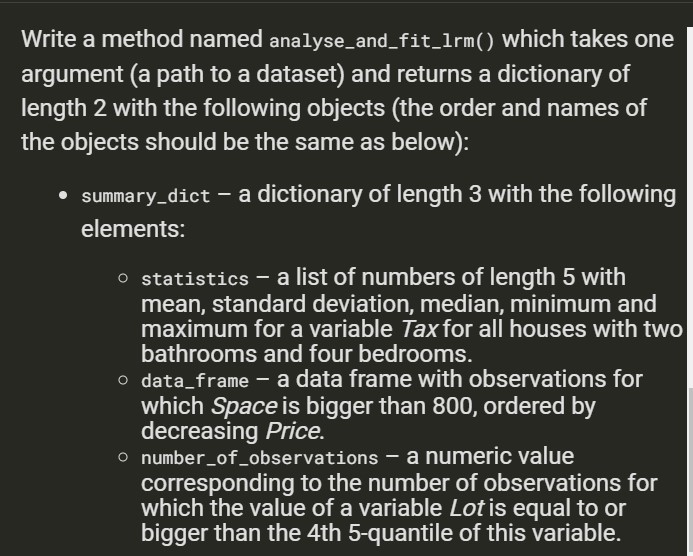 Write a method named analyse_and_fit_lrm() which takes one
argument (a path to a dataset) and returns a dictionary of
length 2 with the following objects (the order and names of
the objects should be the same as below):
• summary_dict – a dictionary of length 3 with the following
elements:
○ statistics – a list of numbers of length 5 with
mean, standard deviation, median, minimum and
maximum for a variable Tax for all houses with two
bathrooms and four bedrooms.
○ data_frame – a data frame with observations for
which Space is bigger than 800, ordered by
decreasing Price.
○ number_of_observations – a numeric value
corresponding to the number of observations for
which the value of a variable Lot is equal to or
bigger than the 4th 5-quantile of this variable.